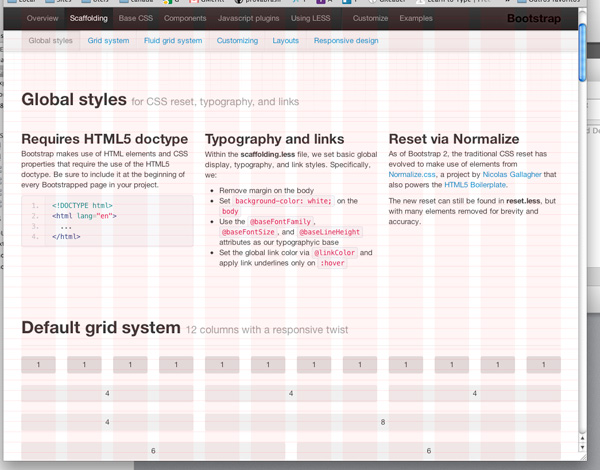 Overview Scaffolding Base CSS Components Javascript plugins Using LESS Customize Examples Bootstrap
Global styles Grid system Fluid grid system Customizing Layouts Responsive design
Global styles for CSS reset, typography, and links
Requires HTML5 doctype
Bootstrap makes use of HTML elements and CSS
properties that require the use of the HTML5
doctype. Be sure to include it at the beginning of
every Bootstrapped page in your project.
1. <!DOCTYPE html>
2. <html lang="en">
3. ...
4. </html>
Typography and links
Within the scaffolding.less file, we set basic global
display, typography, and link styles. Specifically,
we:
Remove margin on the body
Set background-color: white; on the
body
Use the @baseFontFamily,
@baseFontSize, and @baseLineHeight
attributes as our typographyic base
Set the global link color via @linkColor and
apply link underlines only on :hover
Reset via Normalize
As of Bootstrap 2, the traditional CSS reset has
evolved to make use of elements from
Normalize.css, a project by Nicolas Gallagher that
also powers the HTML5 Boilerplate.
The new reset can still be found in reset.less, but
with many elements removed for brevity and
accuracy.
Default grid system 12 columns with a responsive twist
1 1 1 1 1 1 1 1 1 1 1 1
4 4 4
4 8
6 6